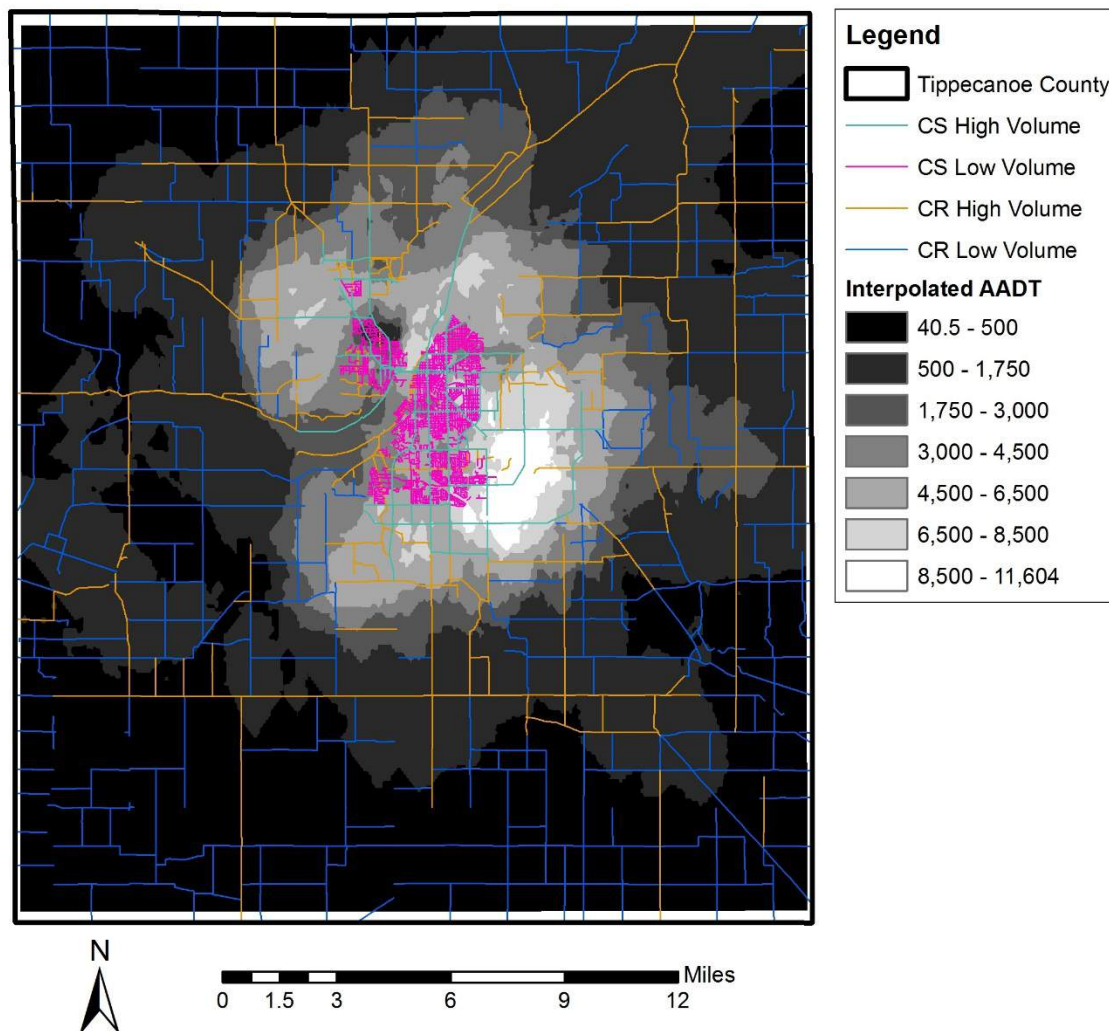 Legend
Tippecanoe County
CS High Volume
CS Low Volume
CR High Volume
CR Low Volume
Interpolated AADT
40.5 - 500
500 - 1,750
1,750 - 3,000
3,000 - 4,500
4,500 - 6,500
6,500 - 8,500
8,500 - 11,604
N
Miles
0 1.5 3 6 9 12